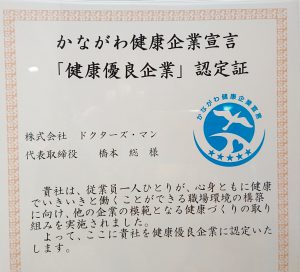 かながわ健康企業宣言
「健康優良企業」認定証
株式会社 ドクターズ・マン
代表取締役 橋本 総 様
かながわ健康企業宣言
貴社は、従業員一人ひとりが、心身ともに健康
でいきいきと働くことができる職場環境の構築
に向け、他の企業の模範となる健康づくりの取り
組みを実施されました。
よって、ここに貴社を健康優良企業に認定いた
します。